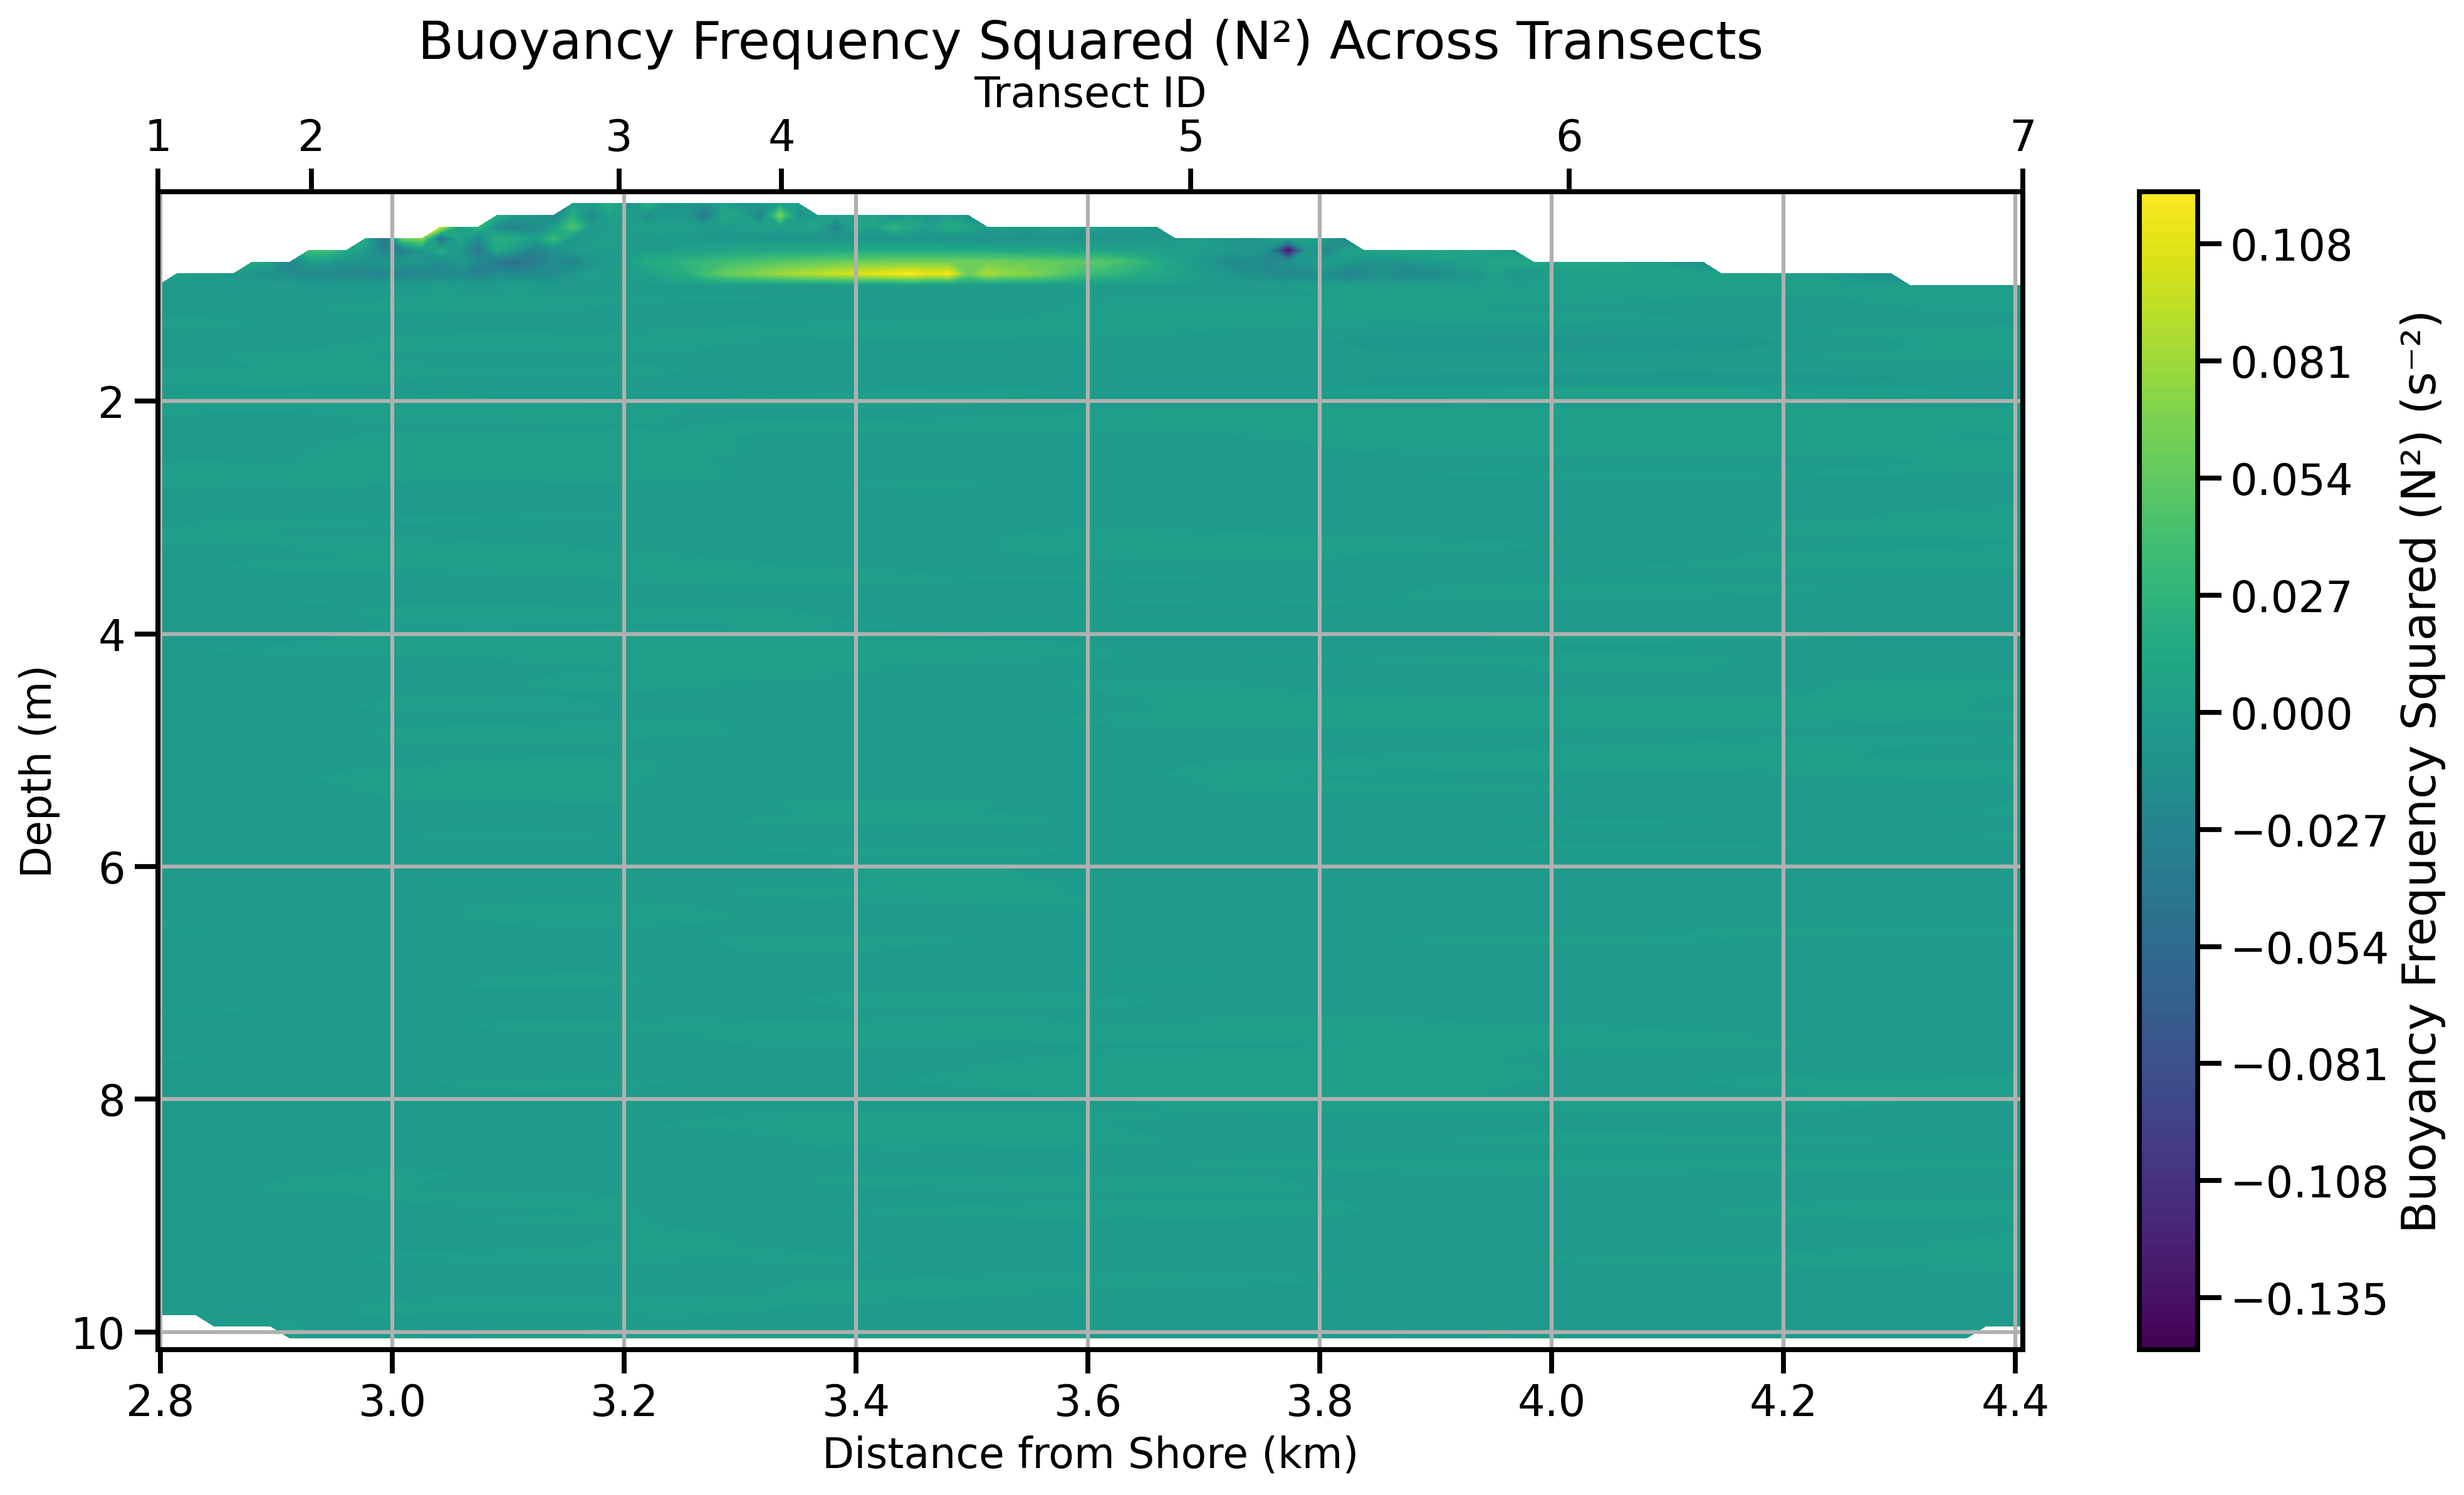 Buoyancy Frequency Squared (N²) Across Transects
Transect ID
1 2 3 4 5 6 7
2
4
6
8
10
Depth (m)
2.8 3.0 3.2 3.4 3.6 3.8 4.0 4.2 4.4
Distance from Shore (km)
0.108
0.081
0.054
0.027
0.000
−0.027
−0.054
−0.081
−0.108
−0.135
Buoyancy Frequency Squared (N²) (s⁻²)